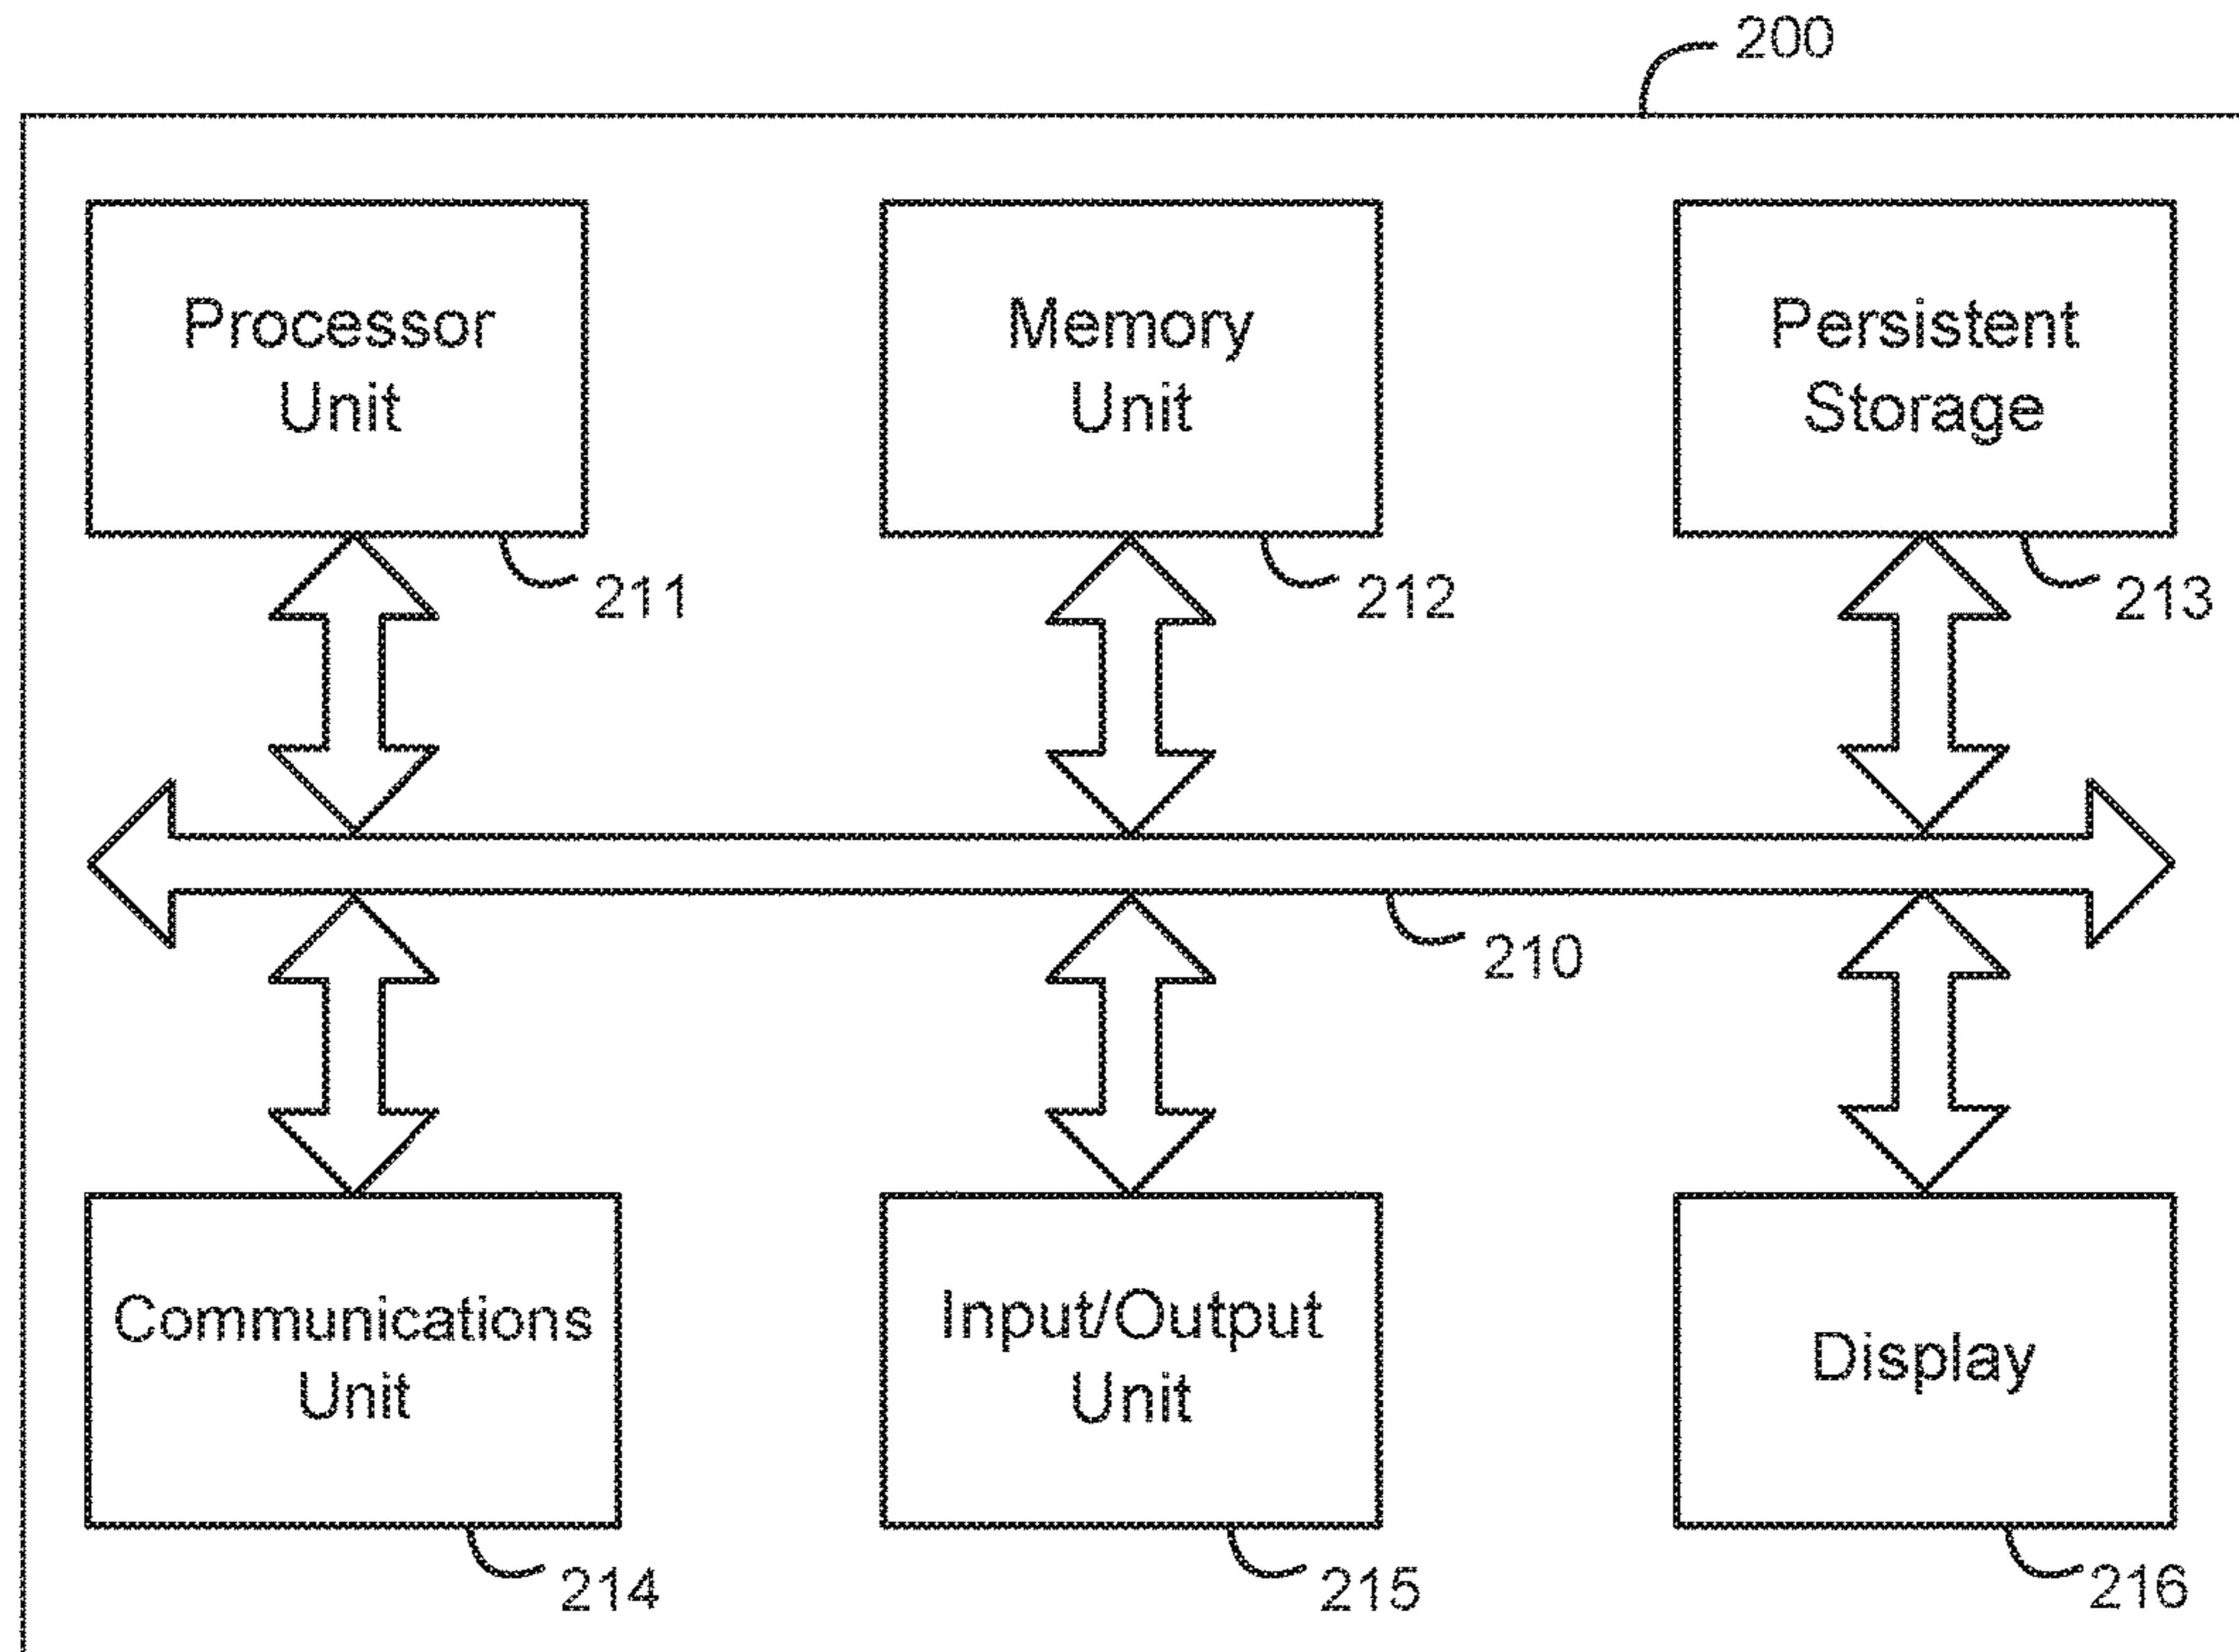 200
Processor
Unit
211
Memory
Unit
212
Persistent
Storage
213
210
Communications
Unit
214
Input/Output
Unit
215
Display
216